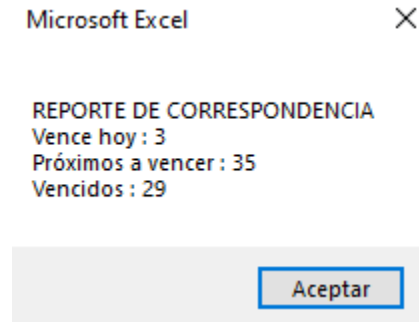 Microsoft Excel
REPORTE DE CORRESPONDENCIA
Vence hoy : 3
Próximos a vencer : 35
Vencidos : 29
Aceptar